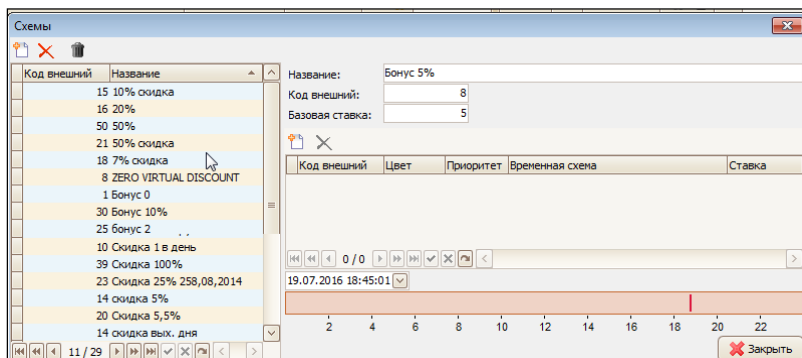 Схемы
Код внешний Название
15 10% скидка
16 20%
50 50%
21 50% скидка
18 7% скидка
8 ZERO VIRTUAL DISCOUNT
1 Бонус 0
30 Бонус 10%
25 бонус 2
10 Скидка 1 в день
39 Скидка 100%
23 Скидка 25% 258,08,2014
14 скидка 5%
20 Скидка 5,5%
14 скидка вых. дня
11 / 29
Название: Бонус 5%
Код внешний: 8
Базовая ставка: 5
Код внешний Цвет Приоритет Временная схема Ставка
0 / 0
19.07.2016 18:45:01
2 4 6 8 10 12 14 16 18 20 22
Закрыть